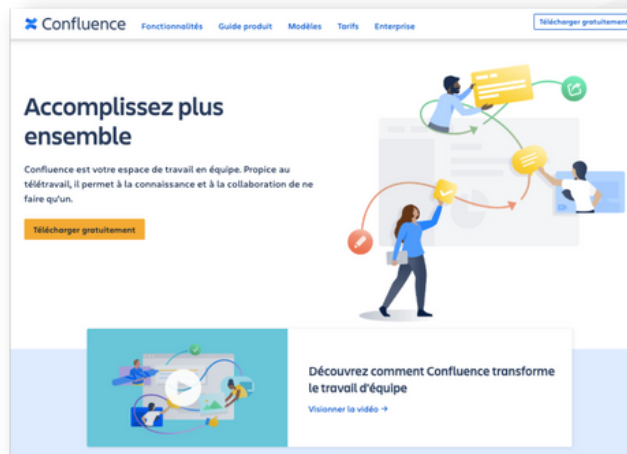 Confluence
Fonctionnalités Guide produit Modèles Tarifs Enterprise
Télécharger gratuitement
Accomplissez plus
ensemble
Confluence est votre espace de travail en équipe. Propice au
télétravail, il permet à la connaissance et à la collaboration de ne
faire qu'un.
Télécharger gratuitement
Découvrez comment Confluence transforme
le travail d'équipe
Visionner la vidéo →